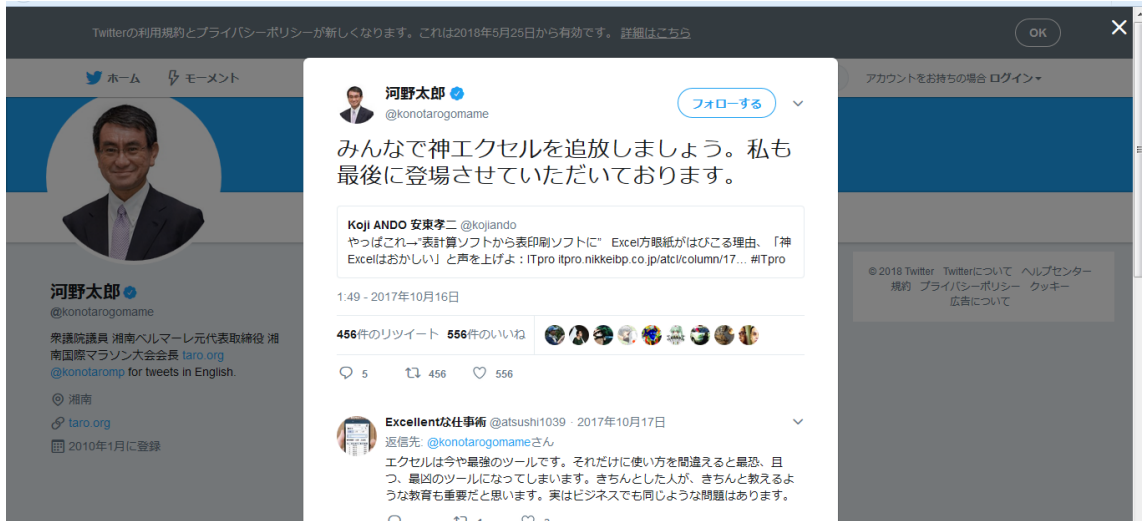 Twitterの利用規約とプライバシーポリシーが新しくなります。これは2018年5月25日から有効です。 詳細はこちら
OK
ホーム モーメント
アカウントをお持ちの場合 ログイン
河野太郎
@konotarogomame
フォローする
みんなで神エクセルを追放しましょう。私も
最後に登場させていただいております。
Koji ANDO 安東孝二 @kojiando
やっぱこれ→"表計算ソフトから表印刷ソフトに" Excel方眼紙がはびこる理由、「神
Excelはおかしい」と声を上げよ：ITpro itpro.nikkeibp.co.jp/atcl/column/17... #ITpro
1:49 - 2017年10月16日
456件のリツイート 556件のいいね
5 456 556
Excellentな仕事術 @atsushi1039 · 2017年10月17日
返信先: @konotarogomameさん
エクセルは今や最強のツールです。それだけに使い方を間違えると最恐、且
つ、最凶のツールになってしまいます。きちんとした人が、きちんと教えるよ
うな教育も重要だと思います。実はビジネスでも同じような問題はあります。
河野太郎
@konotarogomame
衆議院議員 湘南ベルマーレ元代表取締役 湘
南国際マラソン大会会長 taro.org
@konotaromp for tweets in English.
湘南
taro.org
2010年1月に登録
© 2018 Twitter Twitterについて ヘルプセンター
規約 プライバシーポリシー クッキー
広告について